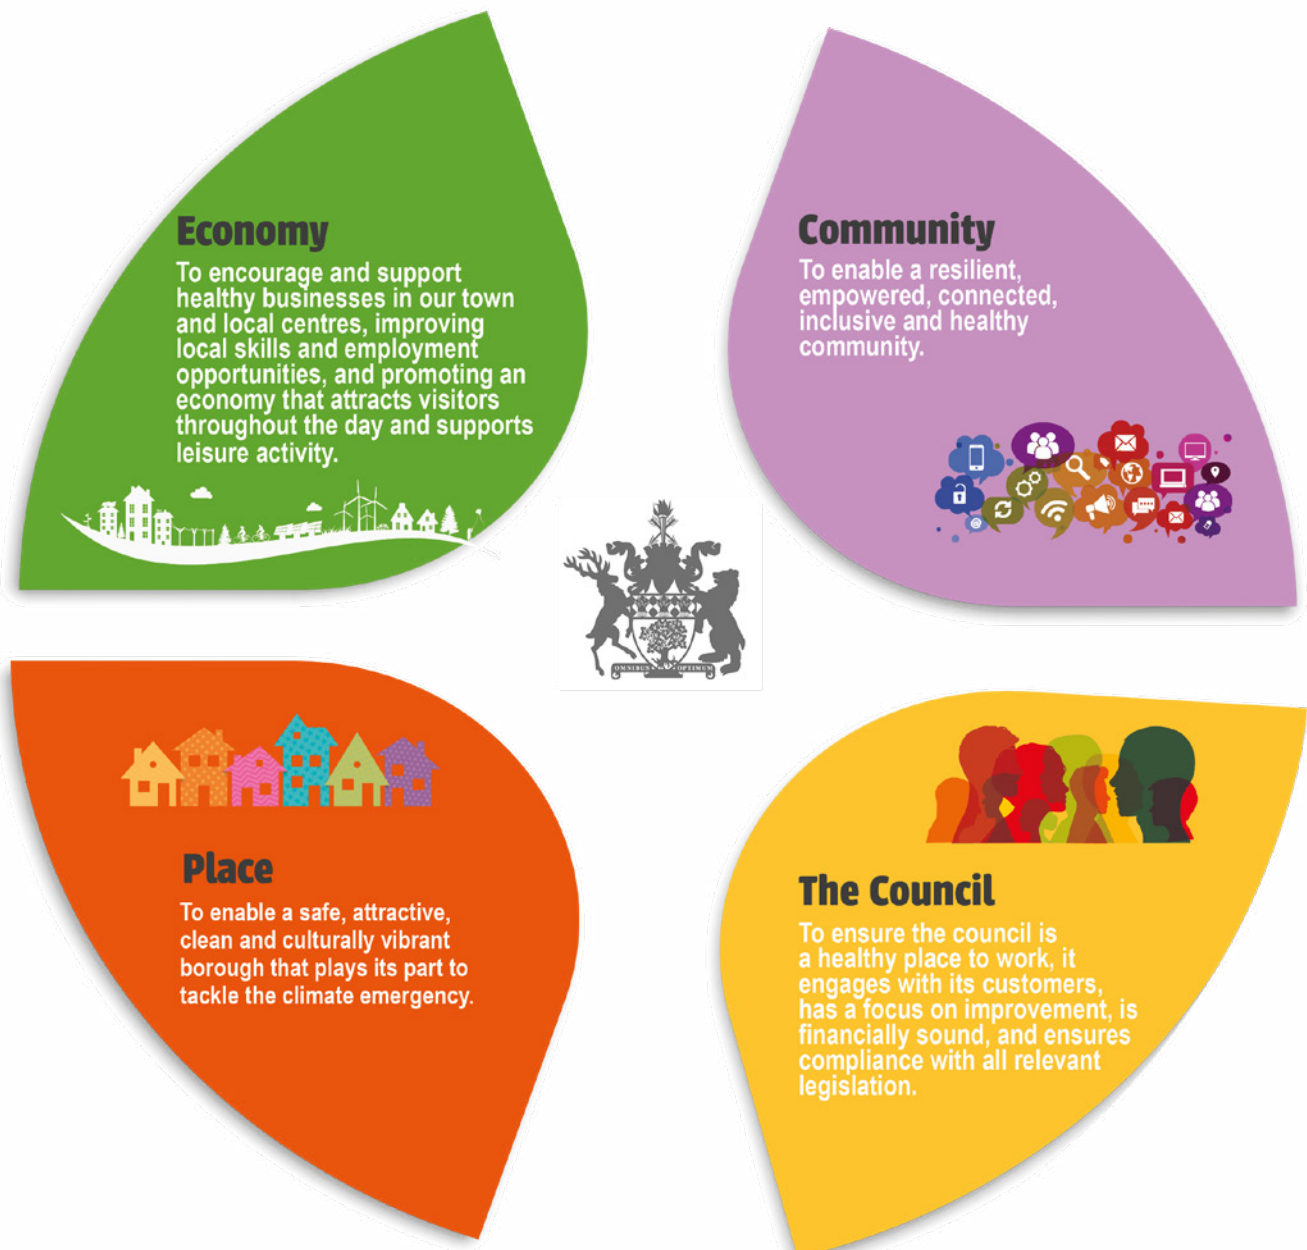 Economy
To encourage and support
healthy businesses in our town
and local centres, improving
local skills and employment
opportunities, and promoting an
economy that attracts visitors
throughout the day and supports
leisure activity.
Community
To enable a resilient,
empowered, connected,
inclusive and healthy
community.
OMNIBUS OPTIMUM
Place
To enable a safe, attractive,
clean and culturally vibrant
borough that plays its part to
tackle the climate emergency.
The Council
To ensure the council is
a healthy place to work, it
engages with its customers,
has a focus on improvement, is
financially sound, and ensures
compliance with all relevant
legislation.